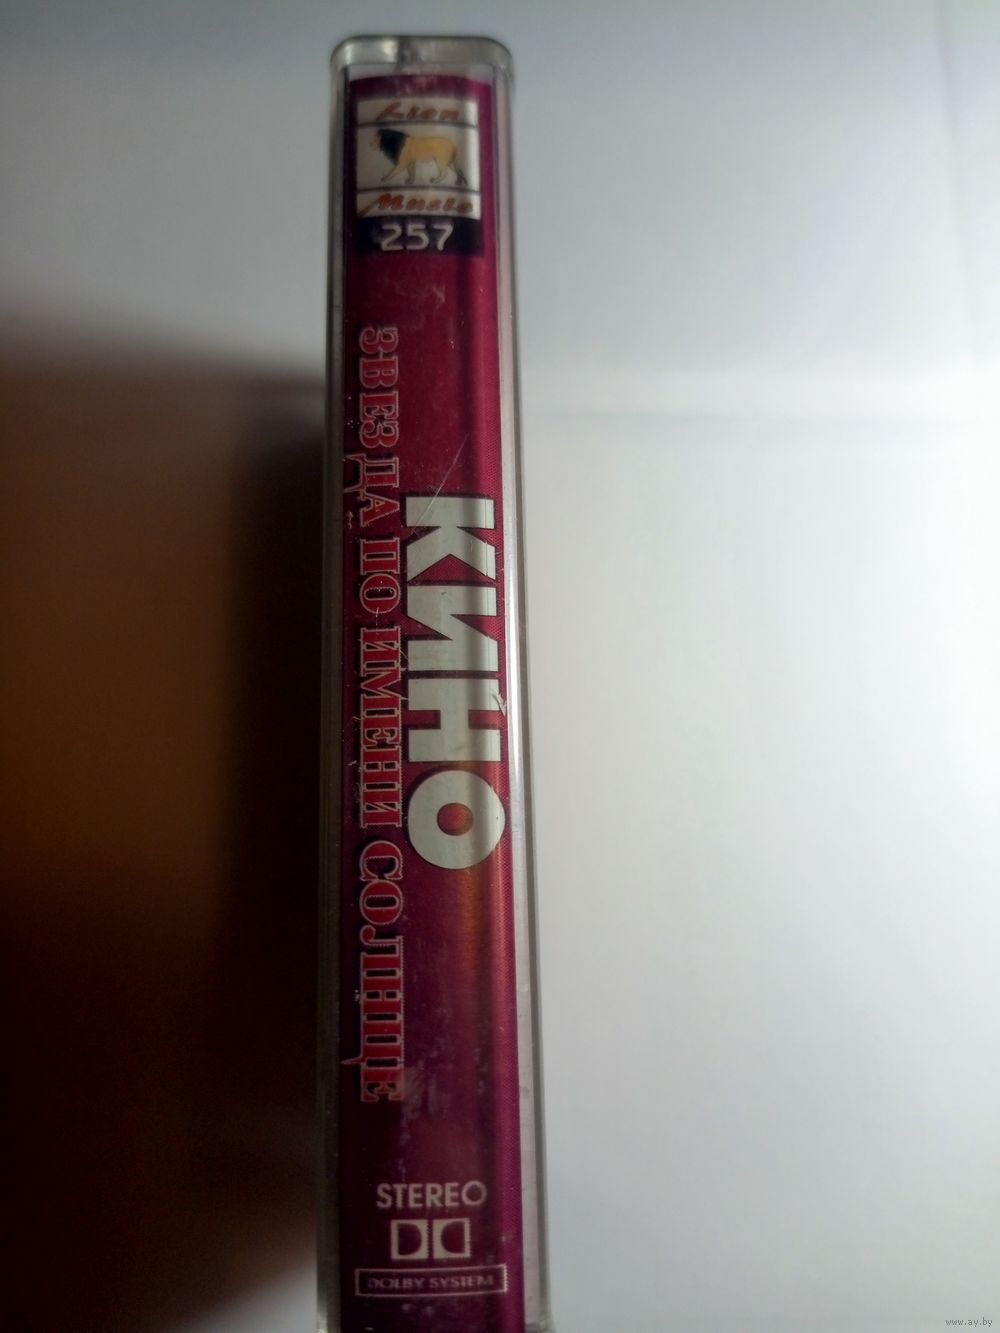 Lion
Music
257
КИНО
ЗВЕЗДА ПО ИМЕНИ СОЛНЦЕ
STEREO
DOLBY SYSTEM
www.ay.by